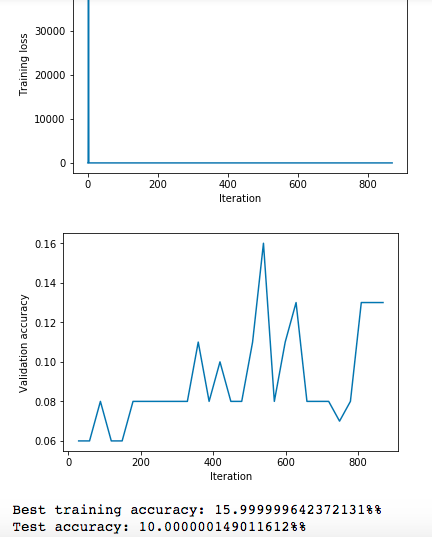 30000
20000
10000
0
Training loss
0 200 400 600 800
Iteration
0.16
0.14
0.12
0.10
0.08
0.06
Validation accuracy
0 200 400 600 800
Iteration
Best training accuracy: 15.999999642372131%%
Test accuracy: 10.000000149011612%%